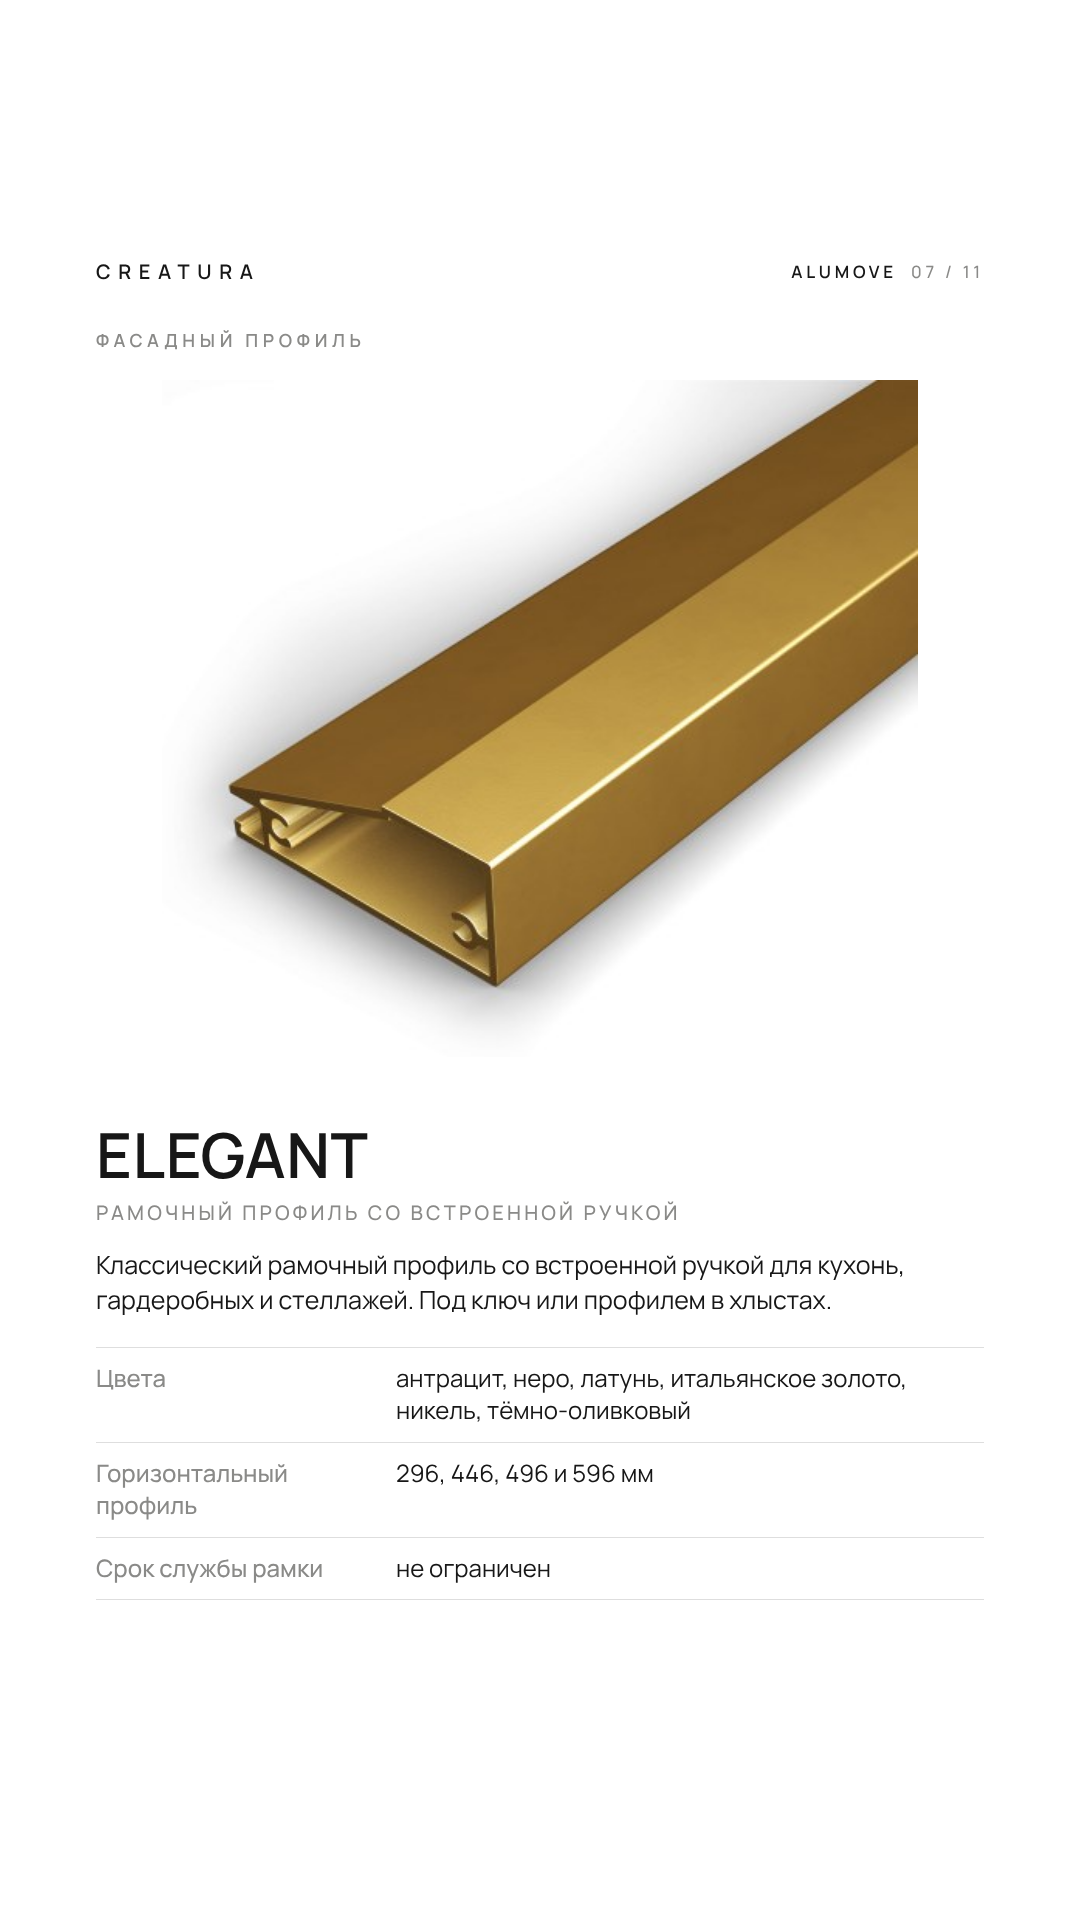 CREATURA
ALUMOVE 07 / 11
ФАСАДНЫЙ ПРОФИЛЬ
ELEGANT
РАМОЧНЫЙ ПРОФИЛЬ СО ВСТРОЕННОЙ РУЧКОЙ
Классический рамочный профиль со встроенной ручкой для кухонь,
гардеробных и стеллажей. Под ключ или профилем в хлыстах.
Цвета
антрацит, неро, латунь, итальянское золото,
никель, тёмно-оливковый
Горизонтальный
профиль
296, 446, 496 и 596 мм
Срок службы рамки
не ограничен